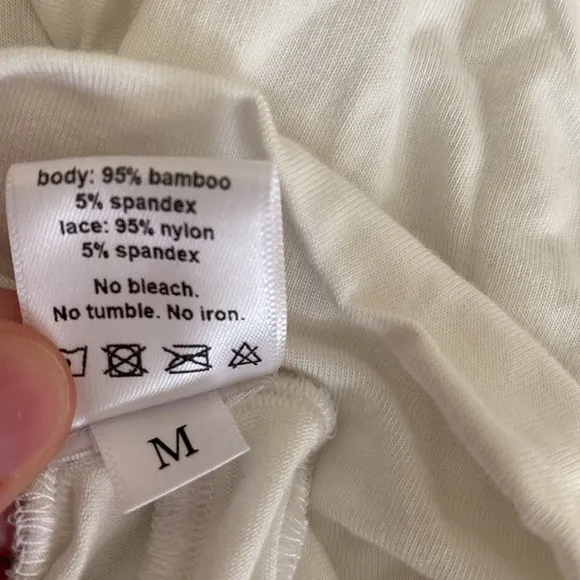 body: 95% bamboo
5% spandex
lace: 95% nylon
5% spandex
No bleach.
No tumble. No iron.
M